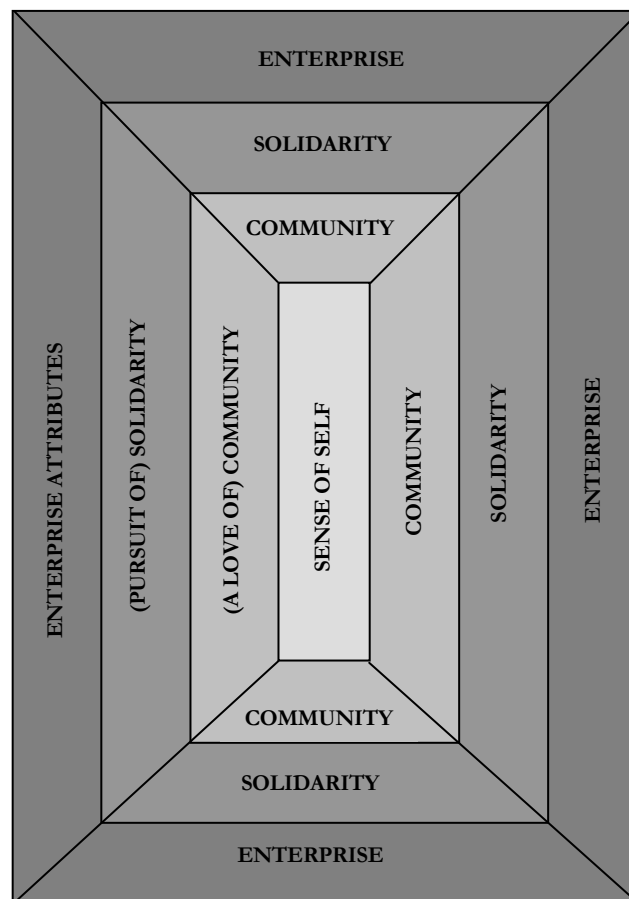 ENTERPRISE
SOLIDARITY
COMMUNITY
ENTERPRISE ATTRIBUTES
(PURSUIT OF) SOLIDARITY
(A LOVE OF) COMMUNITY
SENSE OF SELF
COMMUNITY
SOLIDARITY
ENTERPRISE
COMMUNITY
SOLIDARITY
ENTERPRISE